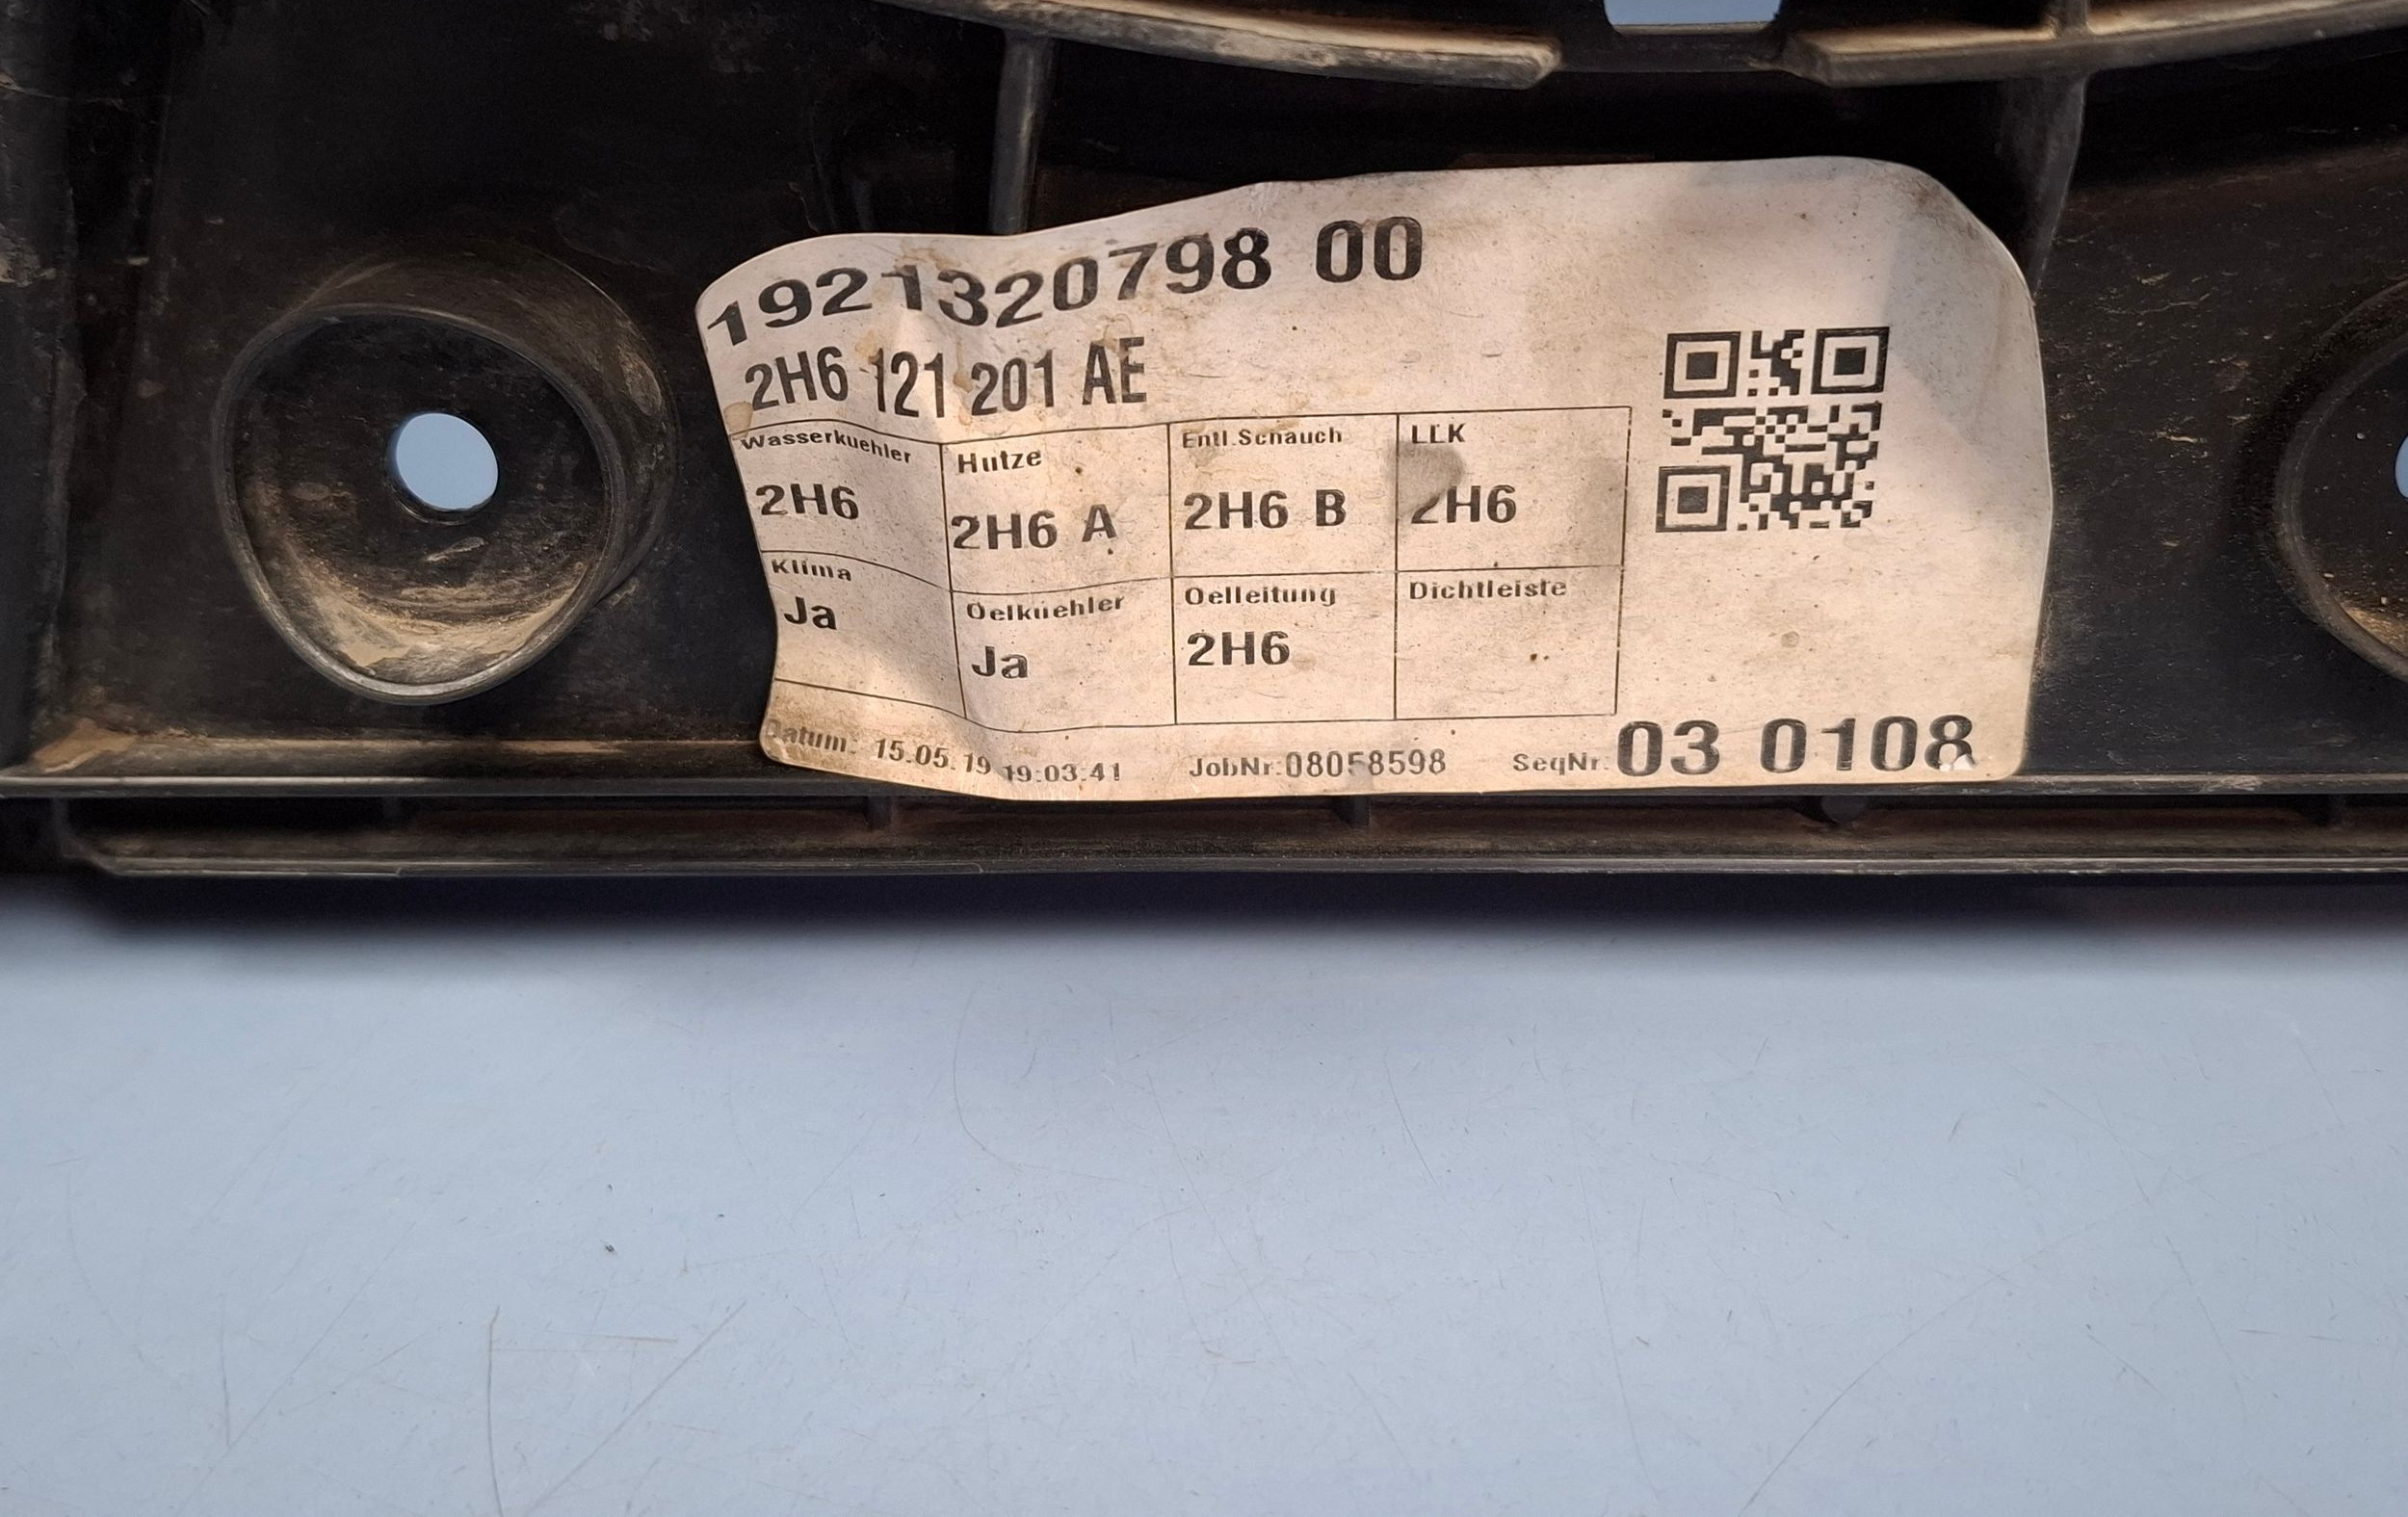 1921320798 00
2H6 121 201 AE
Wasserkuehler Hutze Entl.Schauch LLK
2H6 2H6 A 2H6 B 2H6
Klima Oelkuehler Oelleitung Dichtleiste
Ja Ja 2H6
Datum: 15.05.19 19:03:41 JobNr:08058598 SeqNr: 03 0108